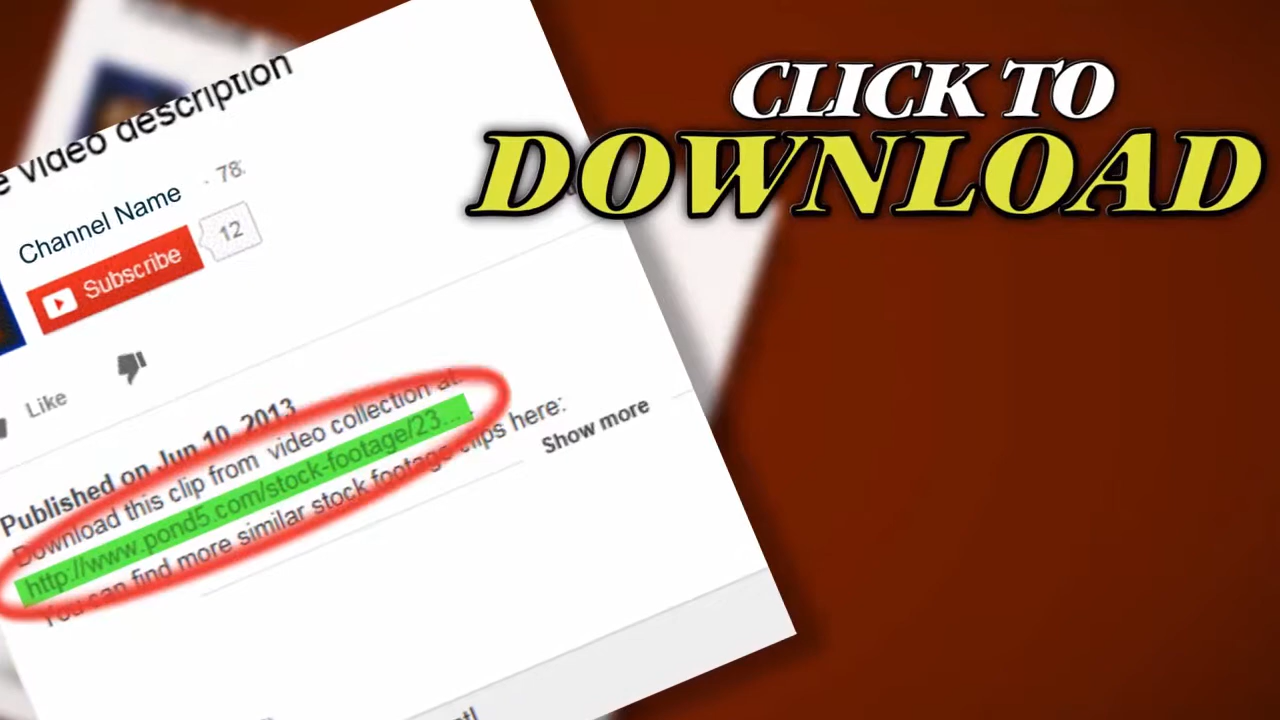 CLICK TO
DOWNLOAD
e video description
Channel Name
78
Subscribe
12
Like
Published on Jun 10, 2013
Download this clip from video collection at
http://www.pond5.com/stock-footage/23...
You can find more similar stock footage clips here:
Show more